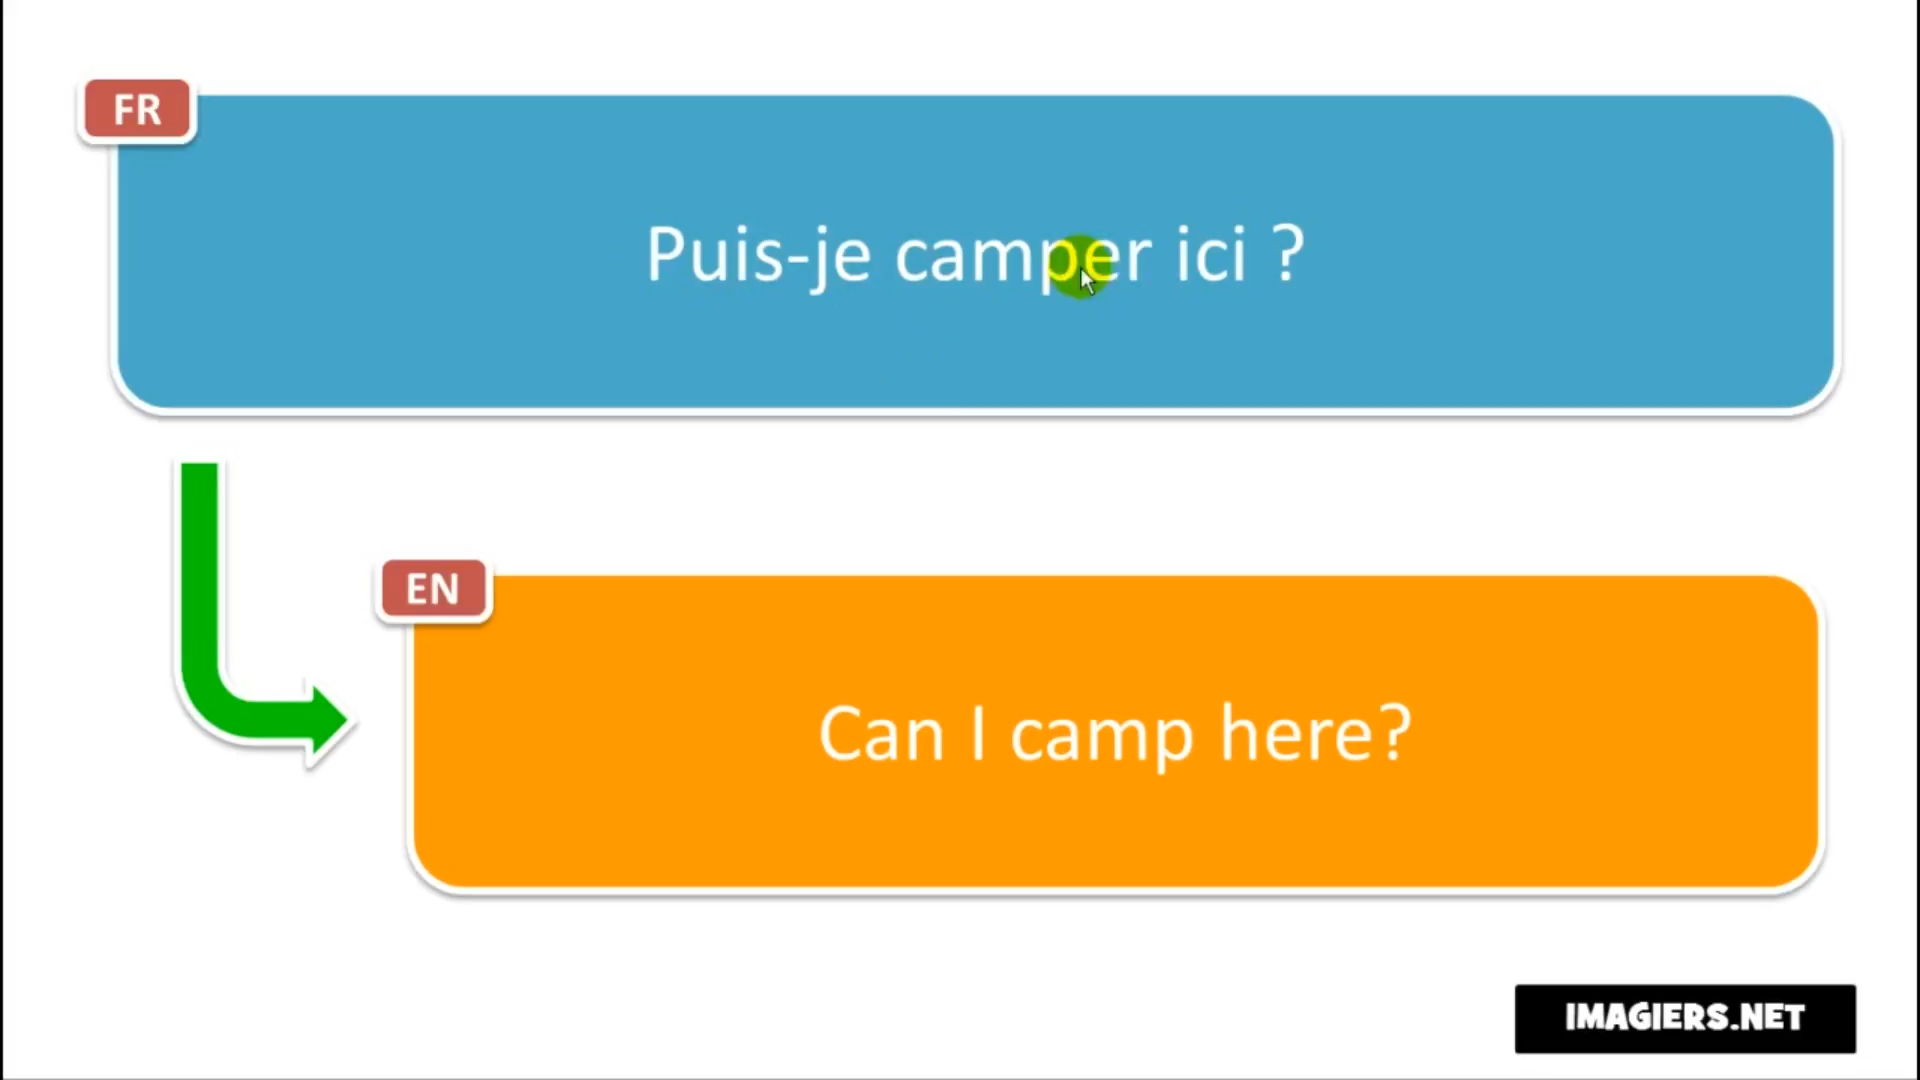 FR
Puis-je camper ici ?
EN
Can I camp here?
IMAGIERS.NET